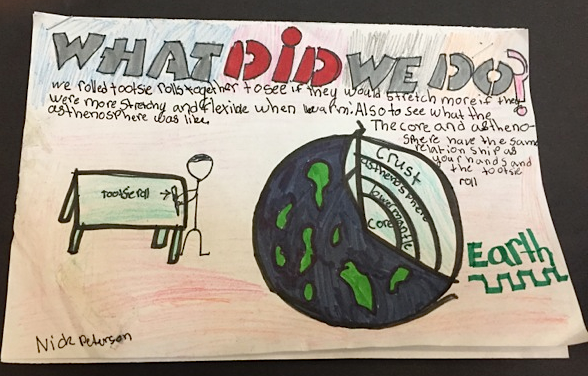 WHAT DiD WE DO?
we rolled tootsie rolls together to see if they would stretch more if they
were more stretchy and flexible when warm. Also to see what the
asthenosphere was like.
The core and astheno-
sphere have the same
relationship as
your hands and
the tootsie
roll
tootsie roll
Crust
asthenosphere
lower mantle
core
Earth
Nick Peterson